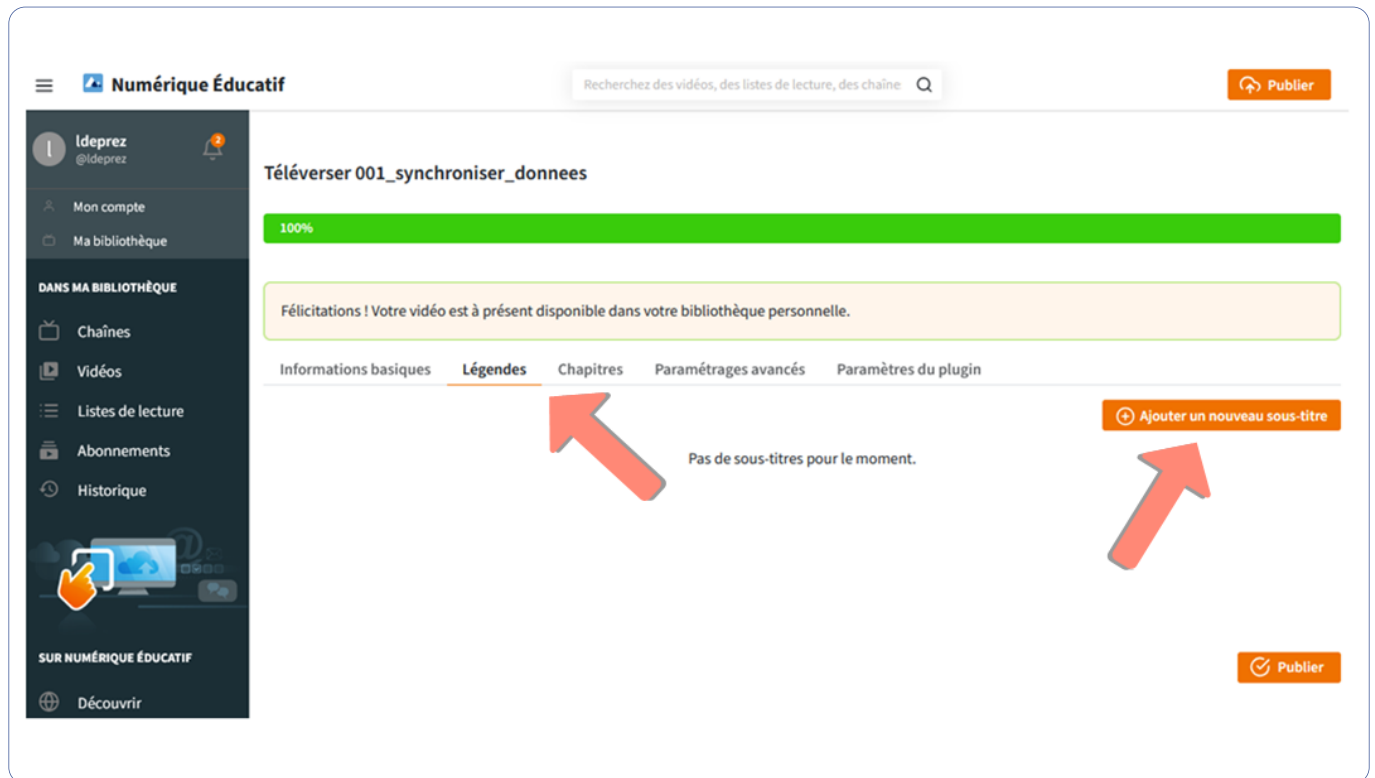 Numérique Éducatif
Recherchez des vidéos, des listes de lecture, des chaîne
Publier
l
ldeprez
@ldeprez
2
Mon compte
Ma bibliothèque
DANS MA BIBLIOTHÈQUE
Chaînes
Vidéos
Listes de lecture
Abonnements
Historique
SUR NUMÉRIQUE ÉDUCATIF
Découvrir
Téléverser 001_synchroniser_donnees
100%
Félicitations ! Votre vidéo est à présent disponible dans votre bibliothèque personnelle.
Informations basiques Légendes Chapitres Paramétrages avancés Paramètres du plugin
Ajouter un nouveau sous-titre
Pas de sous-titres pour le moment.
Publier